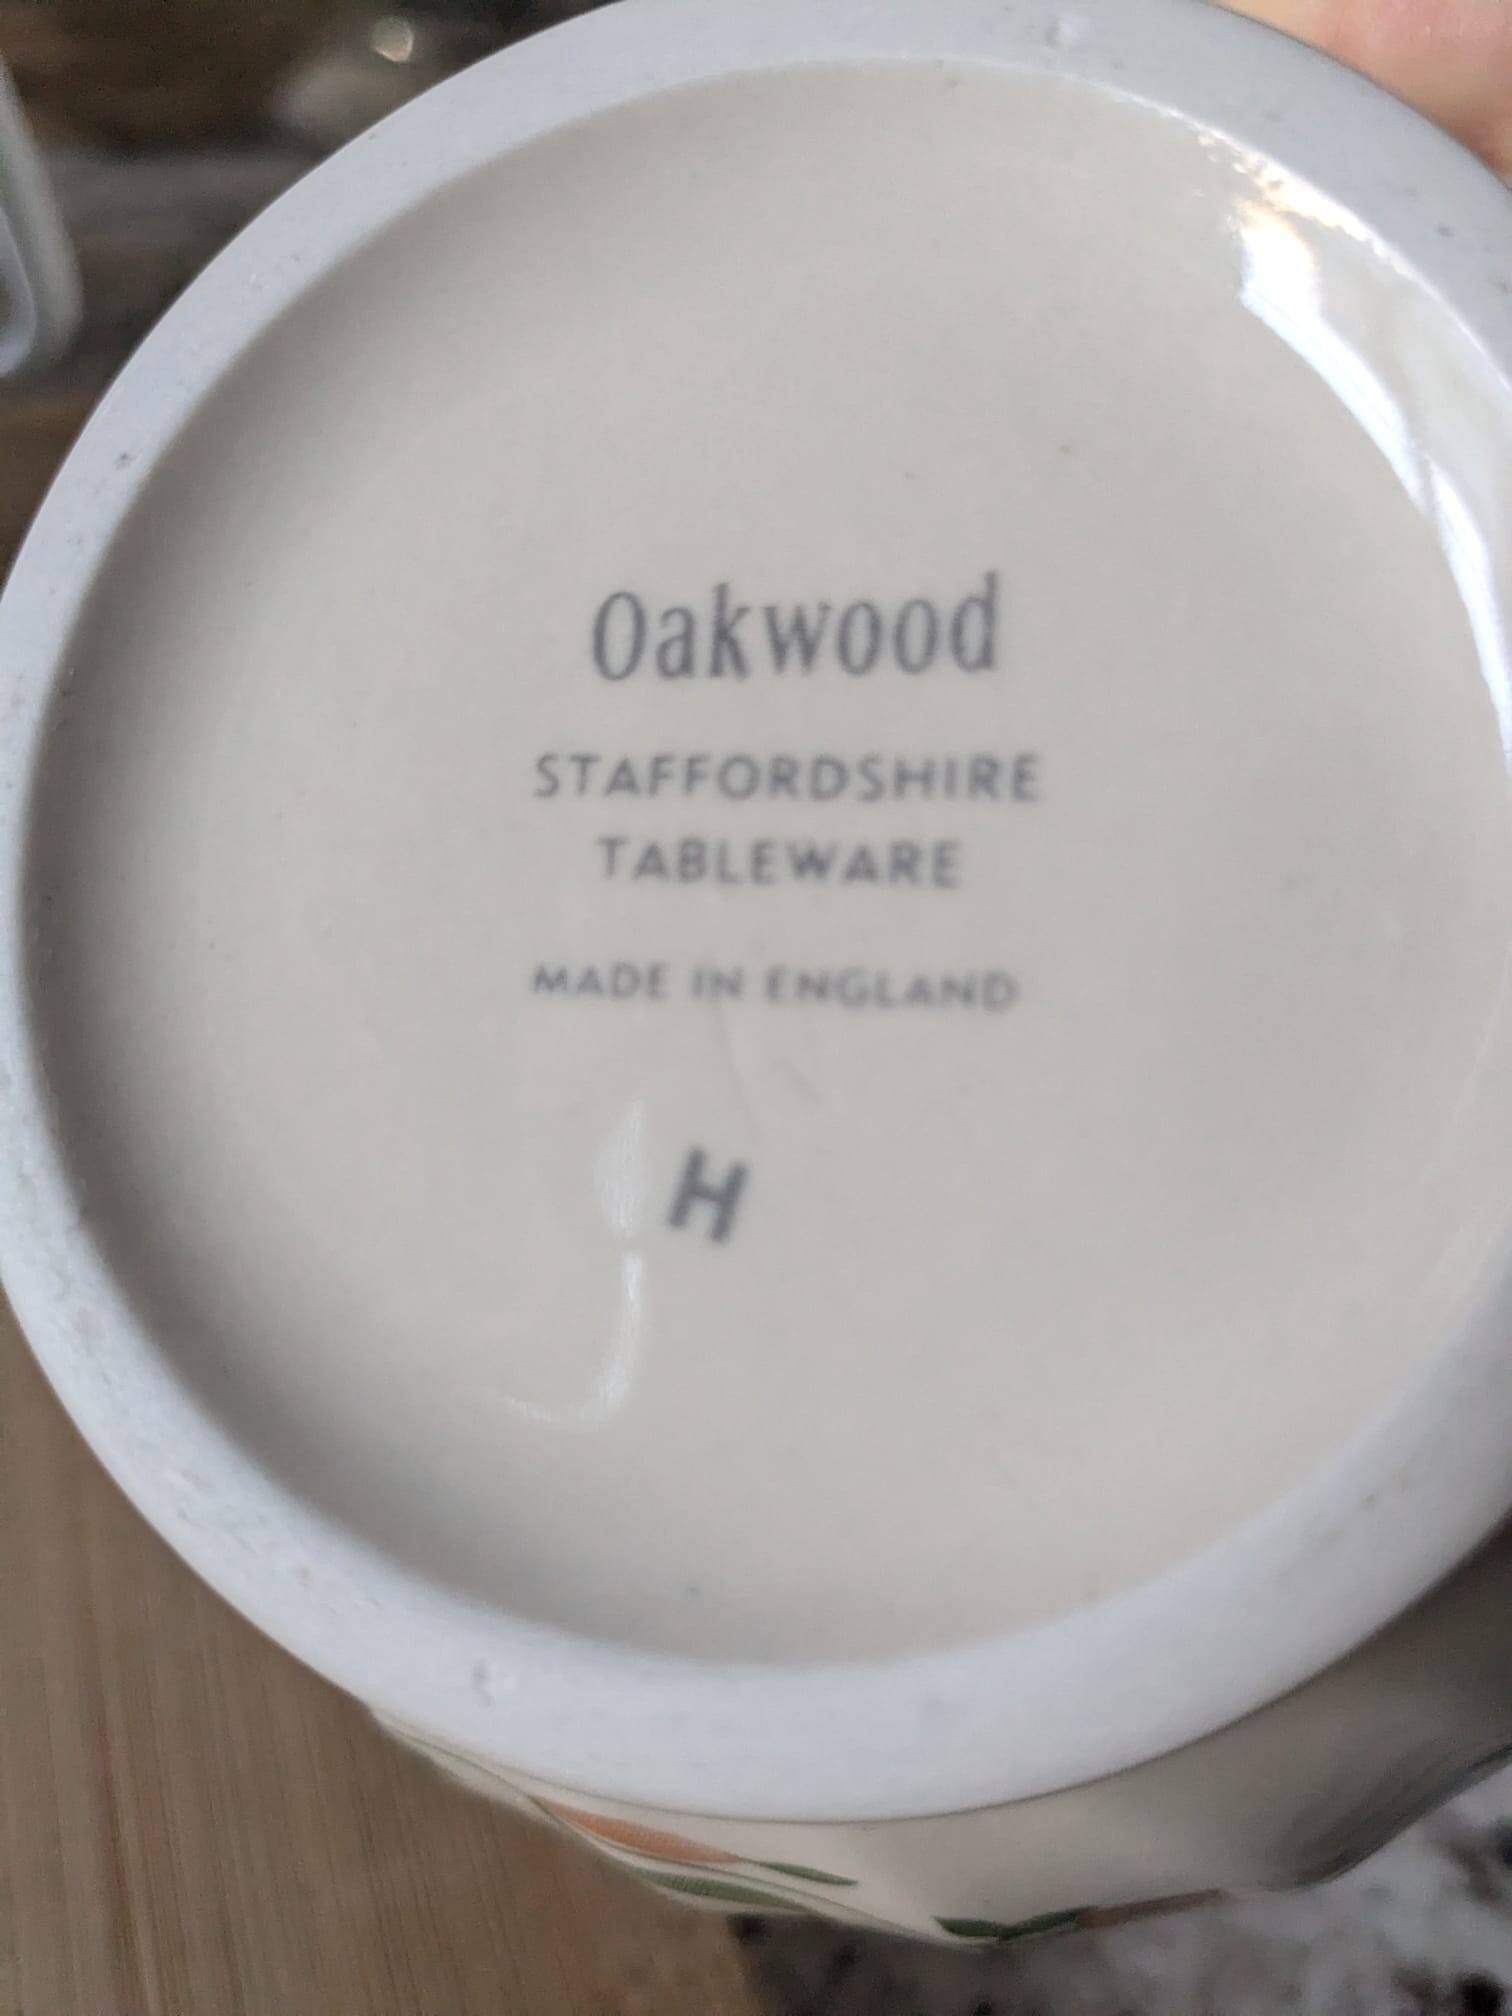 Oakwood
STAFFORDSHIRE
TABLEWARE
MADE IN ENGLAND
H